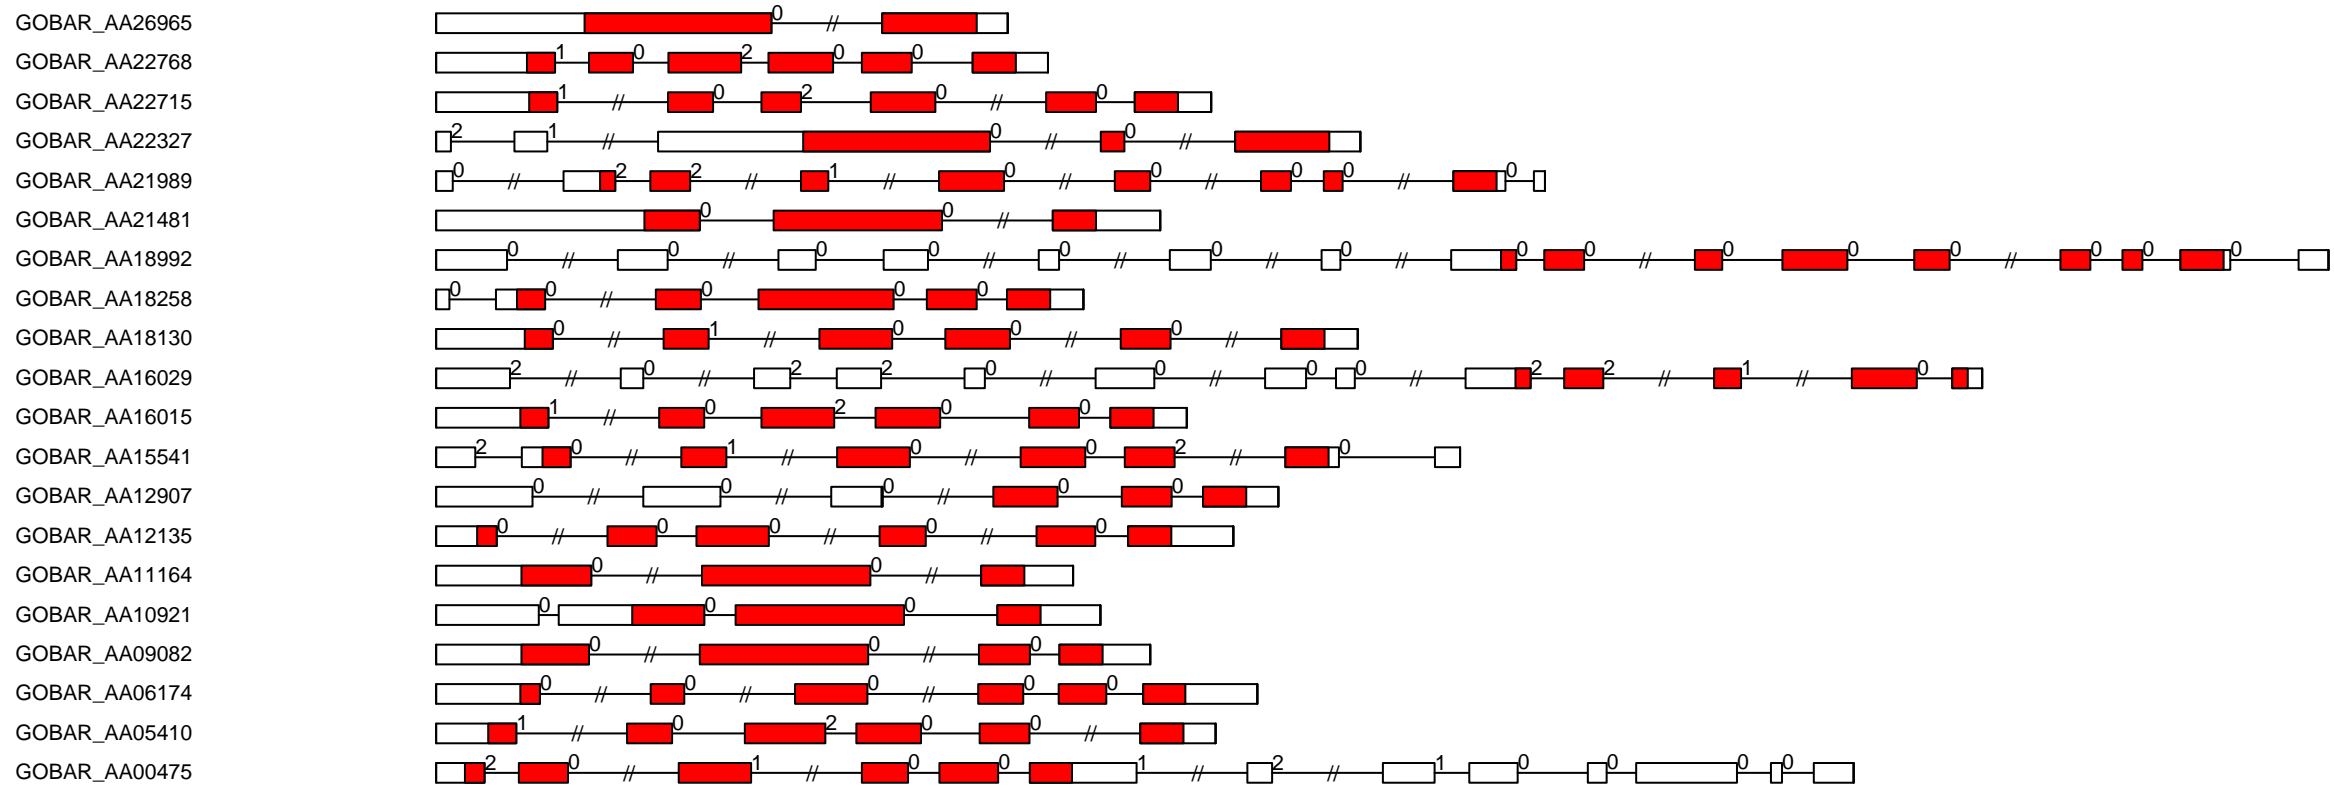 GOBAR_AA26965 0 //
GOBAR_AA22768 1 0 2 0 0
GOBAR_AA22715 1 // 0 2 0 // 0
GOBAR_AA22327 2 1 // 0 // 0 //
GOBAR_AA21989 0 // 2 2 // 1 // 0 // 0 // 0 0 // 0
GOBAR_AA21481 0 0 //
GOBAR_AA18992 0 // 0 // 0 0 // 0 // 0 // 0 // 0 0 // 0 0 0 // 0 0 0
GOBAR_AA18258 0 0 // 0 0 0
GOBAR_AA18130 0 // 1 // 0 0 // 0 //
GOBAR_AA16029 2 // 0 // 2 2 0 // 0 // 0 0 // 2 2 // 1 // 0
GOBAR_AA16015 1 // 0 2 0 0
GOBAR_AA15541 2 0 // 1 // 0 // 0 2 // 0
GOBAR_AA12907 0 // 0 // 0 // 0 0
GOBAR_AA12135 0 // 0 0 // 0 // 0
GOBAR_AA11164 0 // 0 //
GOBAR_AA10921 0 0 0
GOBAR_AA09082 0 // 0 // 0
GOBAR_AA06174 0 // 0 // 0 // 0 0
GOBAR_AA05410 1 // 0 2 0 0 //
GOBAR_AA00475 2 0 // 1 // 0 0 1 // 2 // 1 0 0 0 0